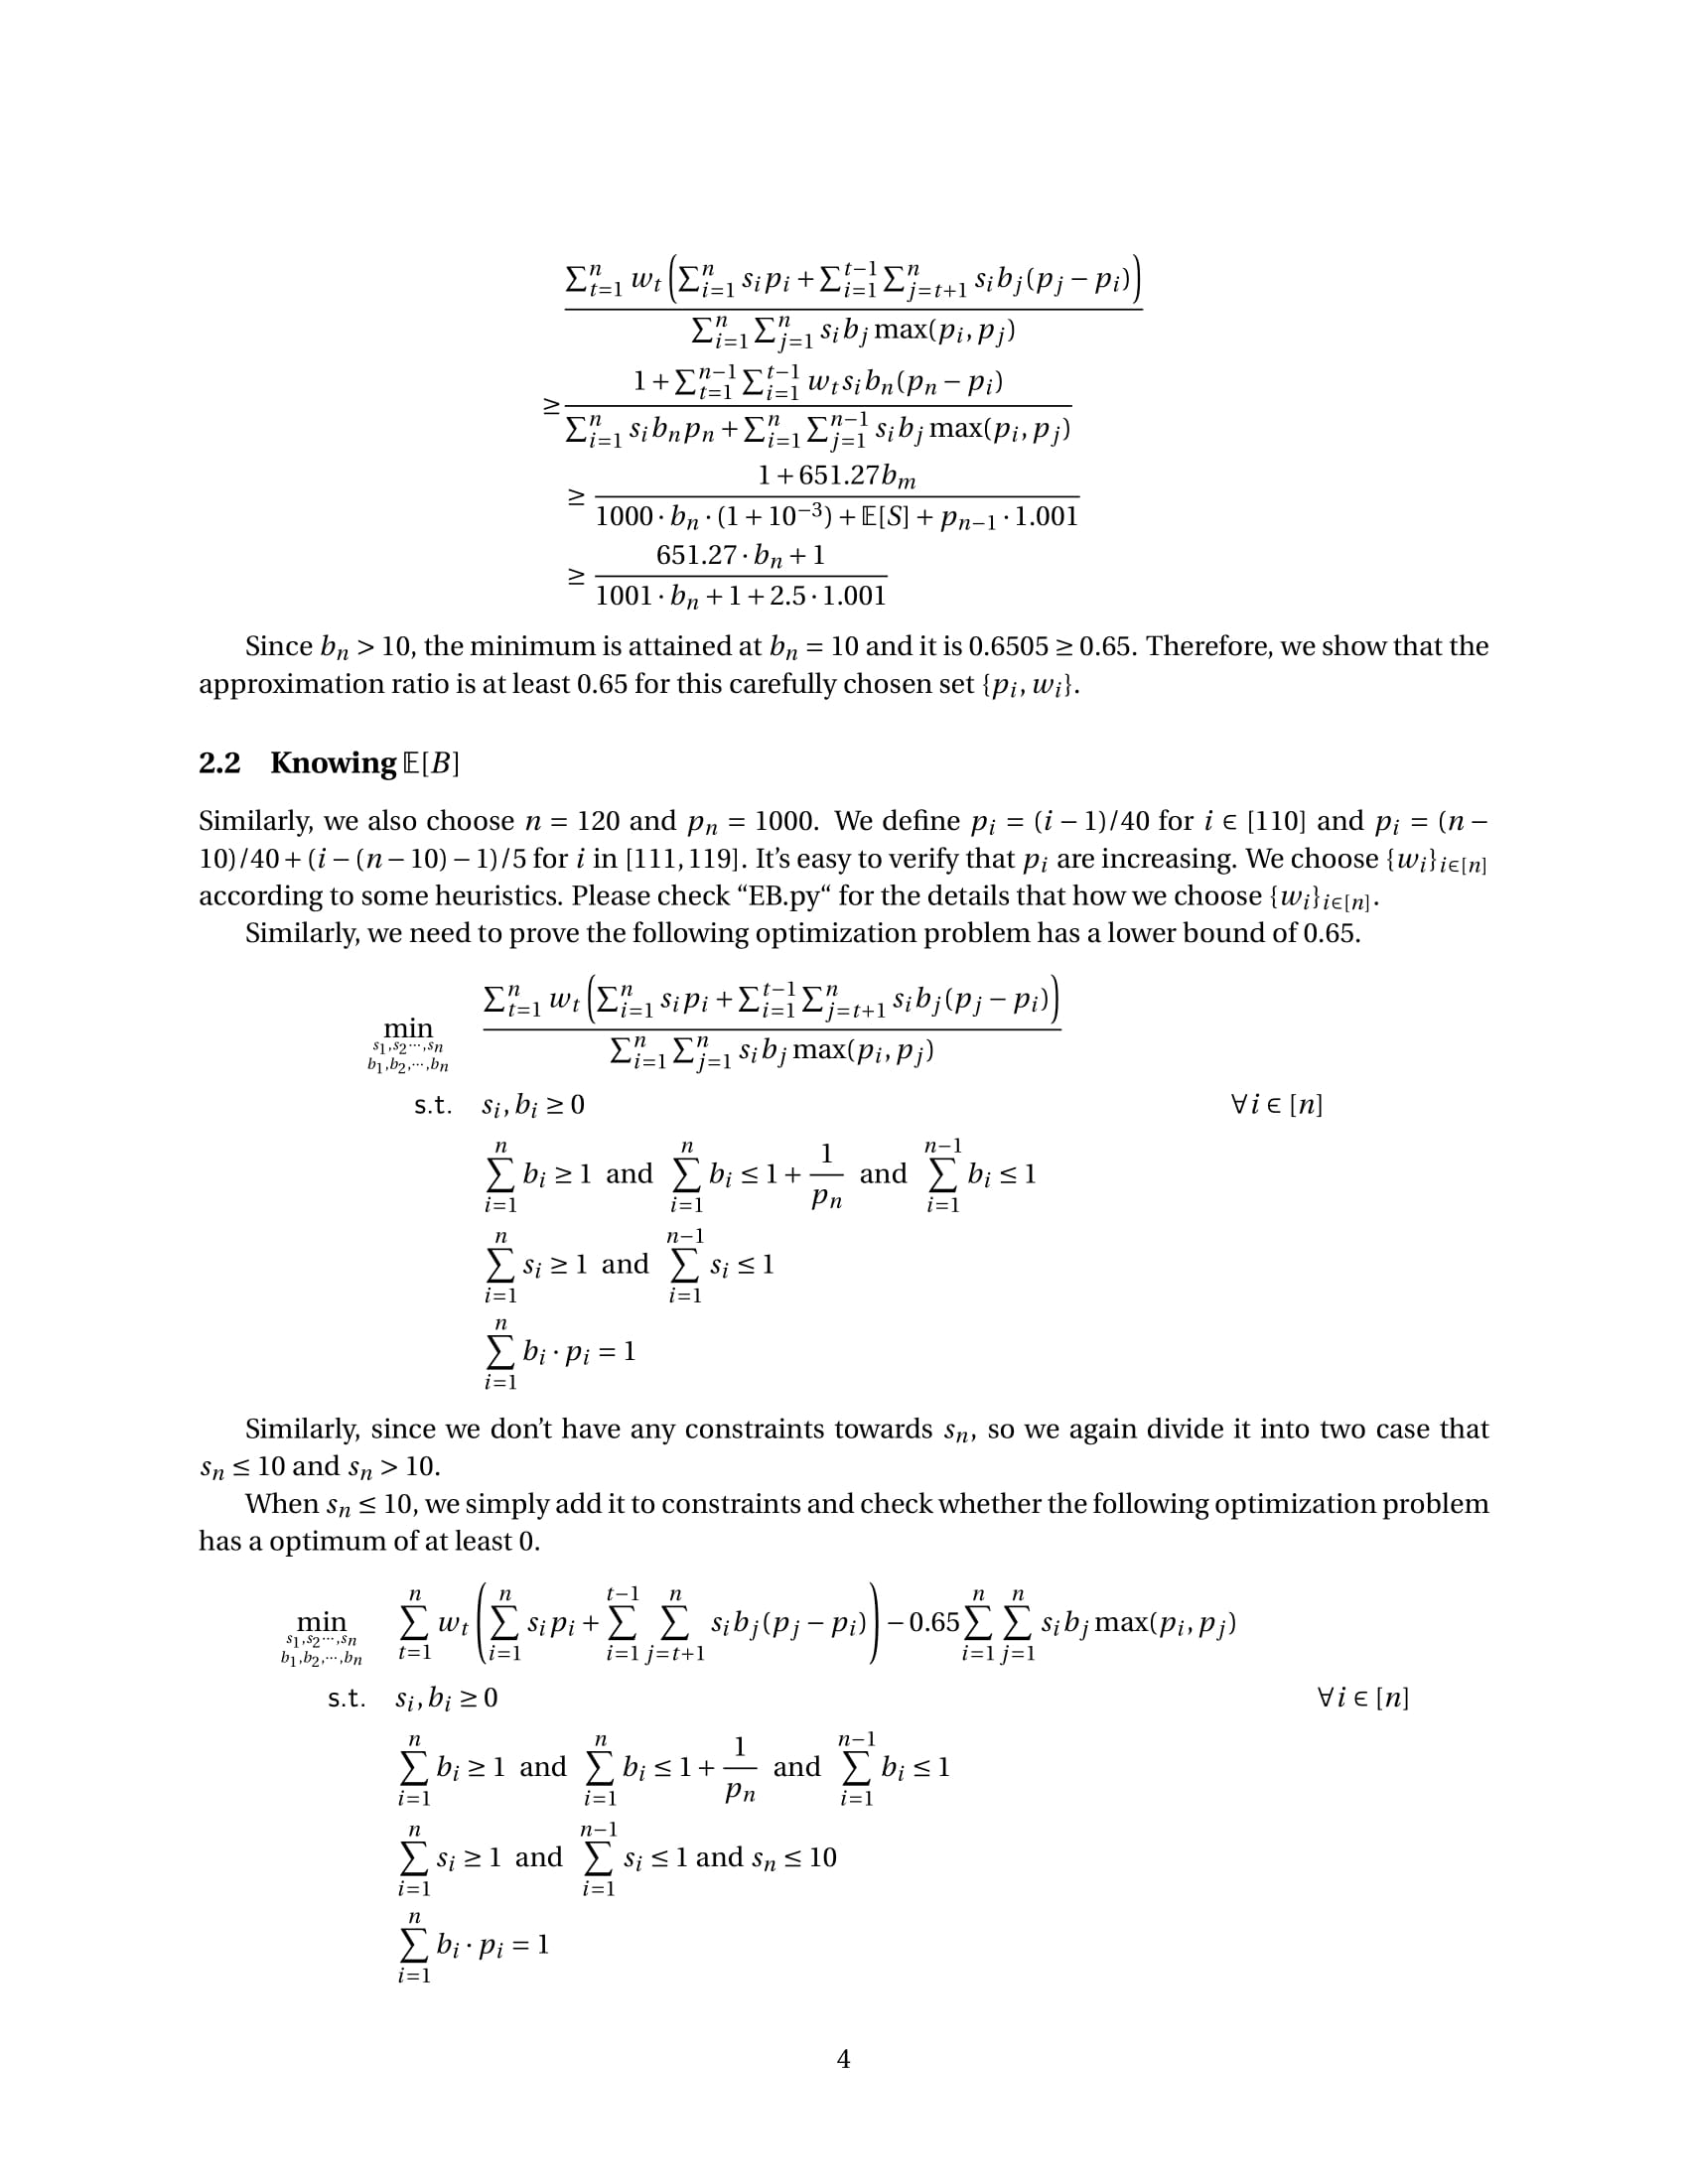 \frac{\sum_{t=1}^{n} w_t \left( \sum_{i=1}^{n} s_i p_i + \sum_{i=1}^{t-1} \sum_{j=t+1}^{n} s_i b_j (p_j - p_i) \right)}{\sum_{i=1}^{n} \sum_{j=1}^{n} s_i b_j \max(p_i, p_j)}
\geq \frac{1 + \sum_{t=1}^{n-1} \sum_{i=1}^{t-1} w_t s_i b_n (p_n - p_i)}{\sum_{i=1}^{n} s_i b_n p_n + \sum_{i=1}^{n} \sum_{j=1}^{n-1} s_i b_j \max(p_i, p_j)}
\geq \frac{1 + 651.27 b_m}{1000 \cdot b_n \cdot (1 + 10^{-3}) + \mathbb{E}[S] + p_{n-1} \cdot 1.001}
\geq \frac{651.27 \cdot b_n + 1}{1001 \cdot b_n + 1 + 2.5 \cdot 1.001}
Since b_n > 10, the minimum is attained at b_n = 10 and it is 0.6505 ≥ 0.65. Therefore, we show that the
approximation ratio is at least 0.65 for this carefully chosen set {p_i, w_i}.
2.2 Knowing 𝔼[B]
Similarly, we also choose n = 120 and p_n = 1000. We define p_i = (i − 1)/40 for i ∈ [110] and p_i = (n −
10)/40 + (i − (n − 10) − 1)/5 for i in [111, 119]. It's easy to verify that p_i are increasing. We choose {w_i}_{i∈[n]}
according to some heuristics. Please check “EB.py“ for the details that how we choose {w_i}_{i∈[n]}.
Similarly, we need to prove the following optimization problem has a lower bound of 0.65.
\min_{s_1, s_2 \cdots, s_n \\ b_1, b_2, \cdots, b_n} \frac{\sum_{t=1}^{n} w_t \left( \sum_{i=1}^{n} s_i p_i + \sum_{i=1}^{t-1} \sum_{j=t+1}^{n} s_i b_j (p_j - p_i) \right)}{\sum_{i=1}^{n} \sum_{j=1}^{n} s_i b_j \max(p_i, p_j)}
s.t. s_i, b_i ≥ 0 ∀i ∈ [n]
\sum_{i=1}^{n} b_i \geq 1 and \sum_{i=1}^{n} b_i \leq 1 + \frac{1}{p_n} and \sum_{i=1}^{n-1} b_i \leq 1
\sum_{i=1}^{n} s_i \geq 1 and \sum_{i=1}^{n-1} s_i \leq 1
\sum_{i=1}^{n} b_i \cdot p_i = 1
Similarly, since we don't have any constraints towards s_n, so we again divide it into two case that
s_n ≤ 10 and s_n > 10.
When s_n ≤ 10, we simply add it to constraints and check whether the following optimization problem
has a optimum of at least 0.
\min_{s_1, s_2 \cdots, s_n \\ b_1, b_2, \cdots, b_n} \sum_{t=1}^{n} w_t \left( \sum_{i=1}^{n} s_i p_i + \sum_{i=1}^{t-1} \sum_{j=t+1}^{n} s_i b_j (p_j - p_i) \right) - 0.65 \sum_{i=1}^{n} \sum_{j=1}^{n} s_i b_j \max(p_i, p_j)
s.t. s_i, b_i ≥ 0 ∀i ∈ [n]
\sum_{i=1}^{n} b_i \geq 1 and \sum_{i=1}^{n} b_i \leq 1 + \frac{1}{p_n} and \sum_{i=1}^{n-1} b_i \leq 1
\sum_{i=1}^{n} s_i \geq 1 and \sum_{i=1}^{n-1} s_i \leq 1 and s_n \leq 10
\sum_{i=1}^{n} b_i \cdot p_i = 1
4